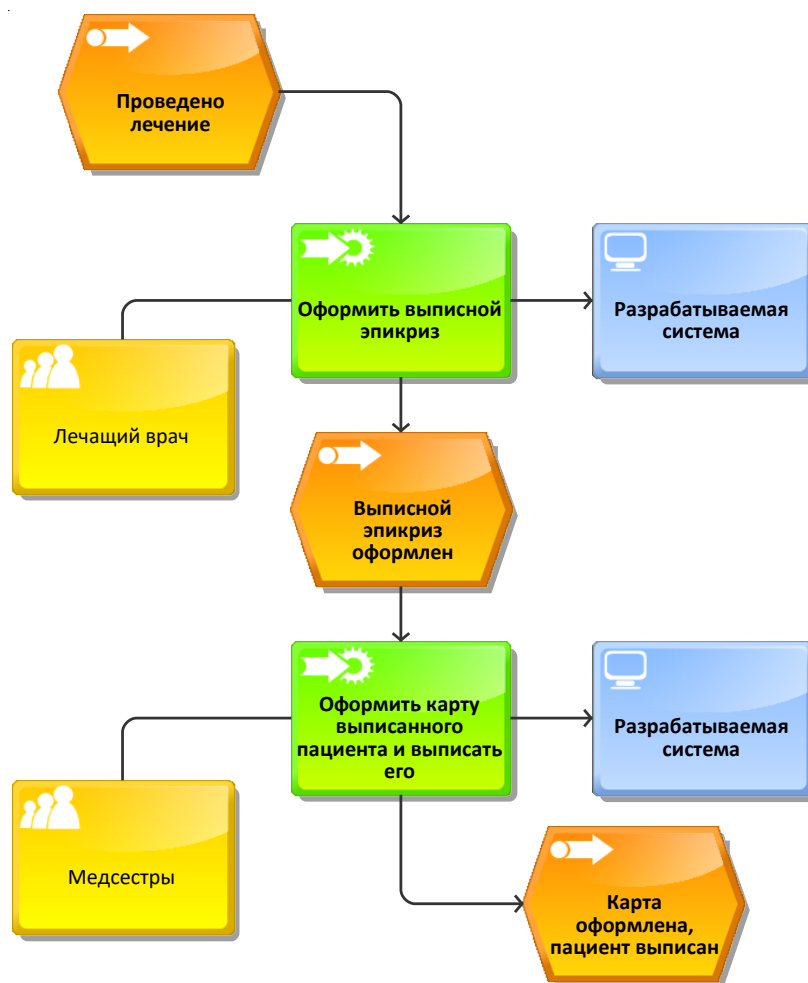 Проведено
лечение
Оформить выписной
эпикриз
Разрабатываемая
система
Лечащий врач
Выписной
эпикриз
оформлен
Оформить карту
выписанного
пациента и выписать
его
Разрабатываемая
система
Медсестры
Карта
оформлена,
пациент выписан